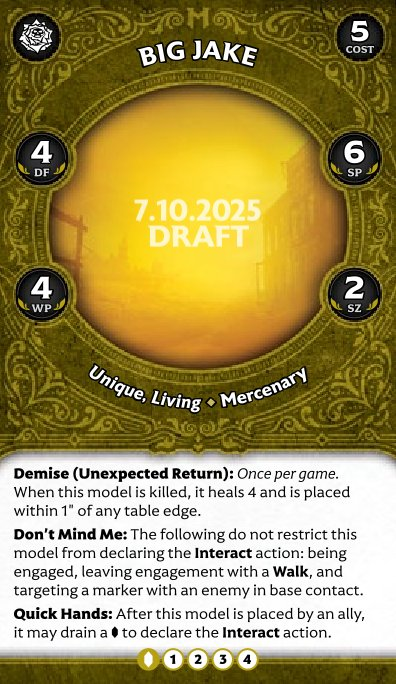 BIG JAKE
5
COST
4
DF
6
SP
7.10.2025
DRAFT
4
WP
2
SZ
Unique, Living ⬥ Mercenary
Demise (Unexpected Return): Once per game.
When this model is killed, it heals 4 and is placed
within 1" of any table edge.
Don't Mind Me: The following do not restrict this
model from declaring the Interact action: being
engaged, leaving engagement with a Walk, and
targeting a marker with an enemy in base contact.
Quick Hands: After this model is placed by an ally,
it may drain a ⬧ to declare the Interact action.
1 2 3 4